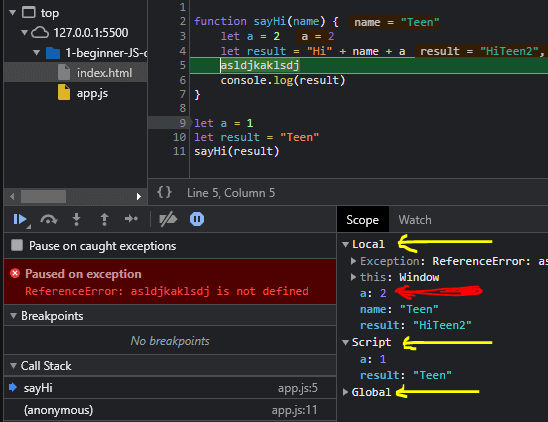 top
127.0.0.1:5500
1-beginner-JS-c
index.html
app.js
1
2 function sayHi(name) { name = "Teen"
3 let a = 2 a = 2
4 let result = "Hi" + name + a result = "HiTeen2",
5 asldjkaklsdj
6 console.log(result)
7 }
8
9 let a = 1
10 let result = "Teen"
11 sayHi(result)
{} Line 5, Column 5
Pause on caught exceptions
Paused on exception
ReferenceError: asldjkaklsdj is not defined
Breakpoints
No breakpoints
Call Stack
sayHi app.js:5
(anonymous) app.js:11
Scope Watch
Local
Exception: ReferenceError: as
this: Window
a: 2
name: "Teen"
result: "HiTeen2"
Script
a: 1
result: "Teen"
Global